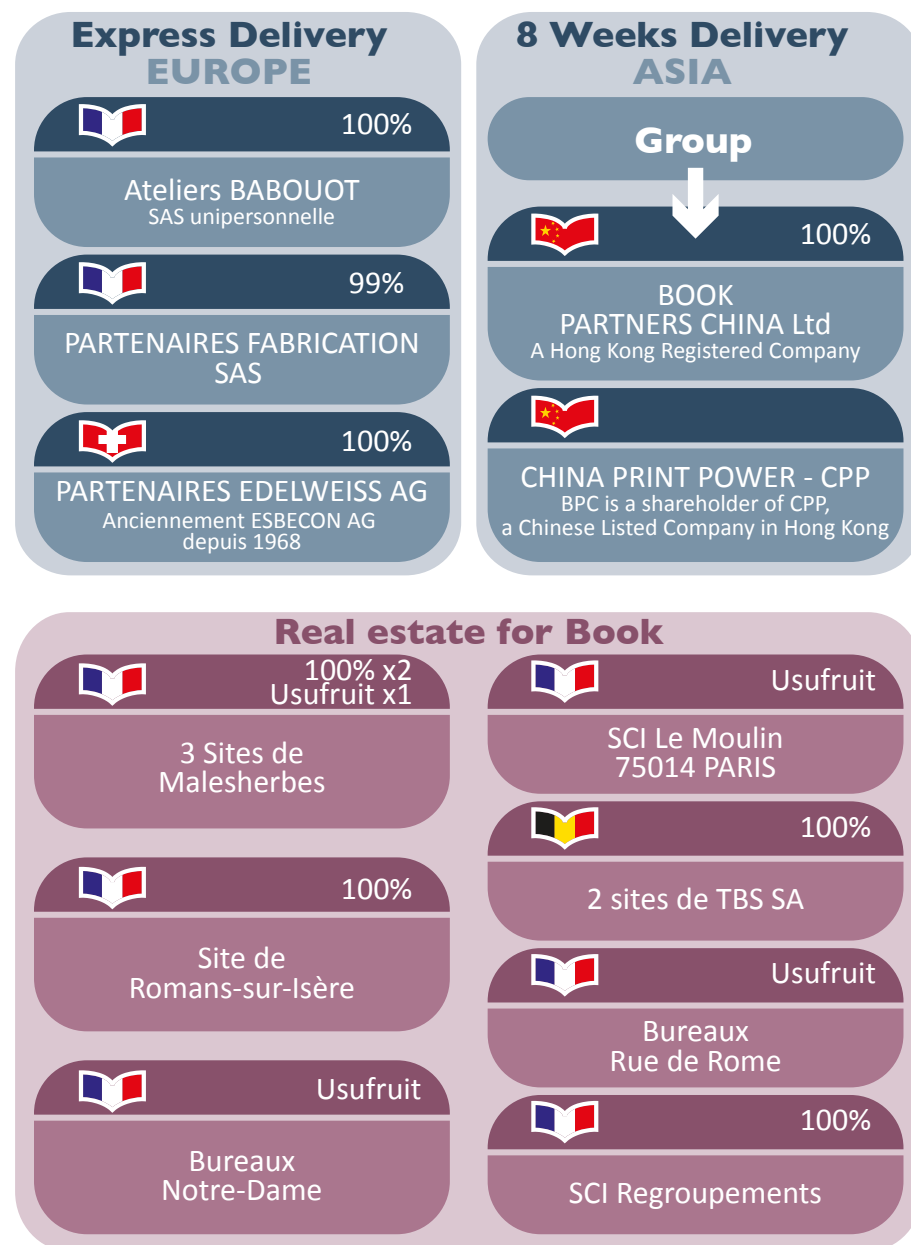 Express Delivery
EUROPE
100%
Ateliers BABOUOT
SAS unipersonnelle
99%
PARTENAIRES FABRICATION
SAS
100%
PARTENAIRES EDELWEISS AG
Anciennement ESBECON AG
depuis 1968
8 Weeks Delivery
ASIA
Group
100%
BOOK
PARTNERS CHINA Ltd
A Hong Kong Registered Company
CHINA PRINT POWER - CPP
BPC is a shareholder of CPP,
a Chinese Listed Company in Hong Kong
Real estate for Book
100% x2
Usufruit x1
3 Sites de
Malesherbes
100%
Site de
Romans-sur-Isère
Usufruit
Bureaux
Notre-Dame
Usufruit
SCI Le Moulin
75014 PARIS
100%
2 sites de TBS SA
Usufruit
Bureaux
Rue de Rome
100%
SCI Regroupements